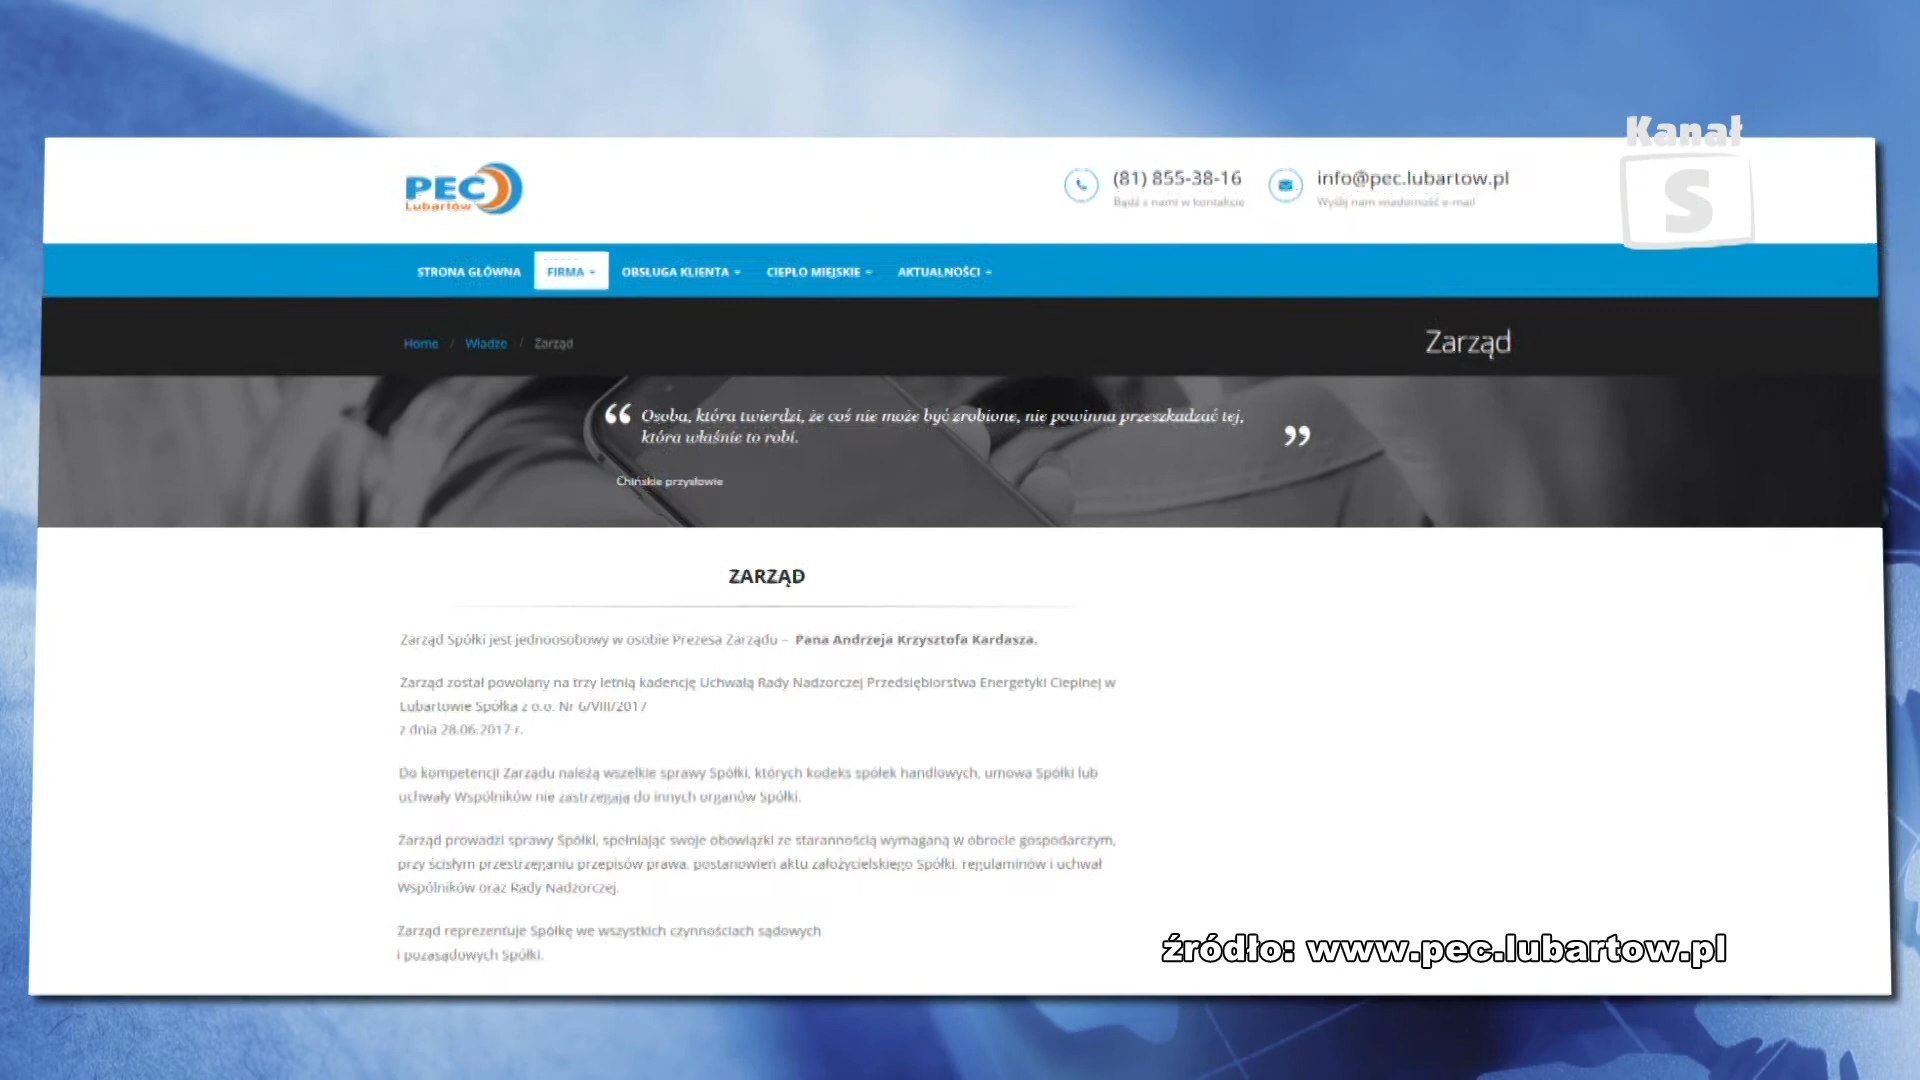 Kanał
S
PEC
Lubartów
(81) 855-38-16
Bądź z nami w kontakcie
info@pec.lubartow.pl
Wyślij nam wiadomość e-mail
STRONA GŁÓWNA FIRMA OBSŁUGA KLIENTA CIEPŁO MIEJSKIE AKTUALNOŚCI
Home / Władze / Zarząd
Zarząd
“ Osoba, która twierdzi, że coś nie może być zrobione, nie powinna przeszkadzać tej,
która właśnie to robi. ”
Chińskie przysłowie
ZARZĄD
Zarząd Spółki jest jednoosobowy w osobie Prezesa Zarządu – Pana Andrzeja Krzysztofa Kardasza.
Zarząd został powołany na trzy letnią kadencję Uchwałą Rady Nadzorczej Przedsiębiorstwa Energetyki Cieplnej w
Lubartowie Spółka z o.o. Nr 6/VIII/2017
z dnia 28.06.2017 r.
Do kompetencji Zarządu należą wszelkie sprawy Spółki, których kodeks spółek handlowych, umowa Spółki lub
uchwały Wspólników nie zastrzegają do innych organów Spółki.
Zarząd prowadzi sprawy Spółki, spełniając swoje obowiązki ze starannością wymaganą w obrocie gospodarczym,
przy ścisłym przestrzeganiu przepisów prawa, postanowień aktu założycielskiego Spółki, regulaminów i uchwał
Wspólników oraz Rady Nadzorczej.
Zarząd reprezentuje Spółkę we wszystkich czynnościach sądowych
i pozasądowych Spółki.
źródło: www.pec.lubartow.pl